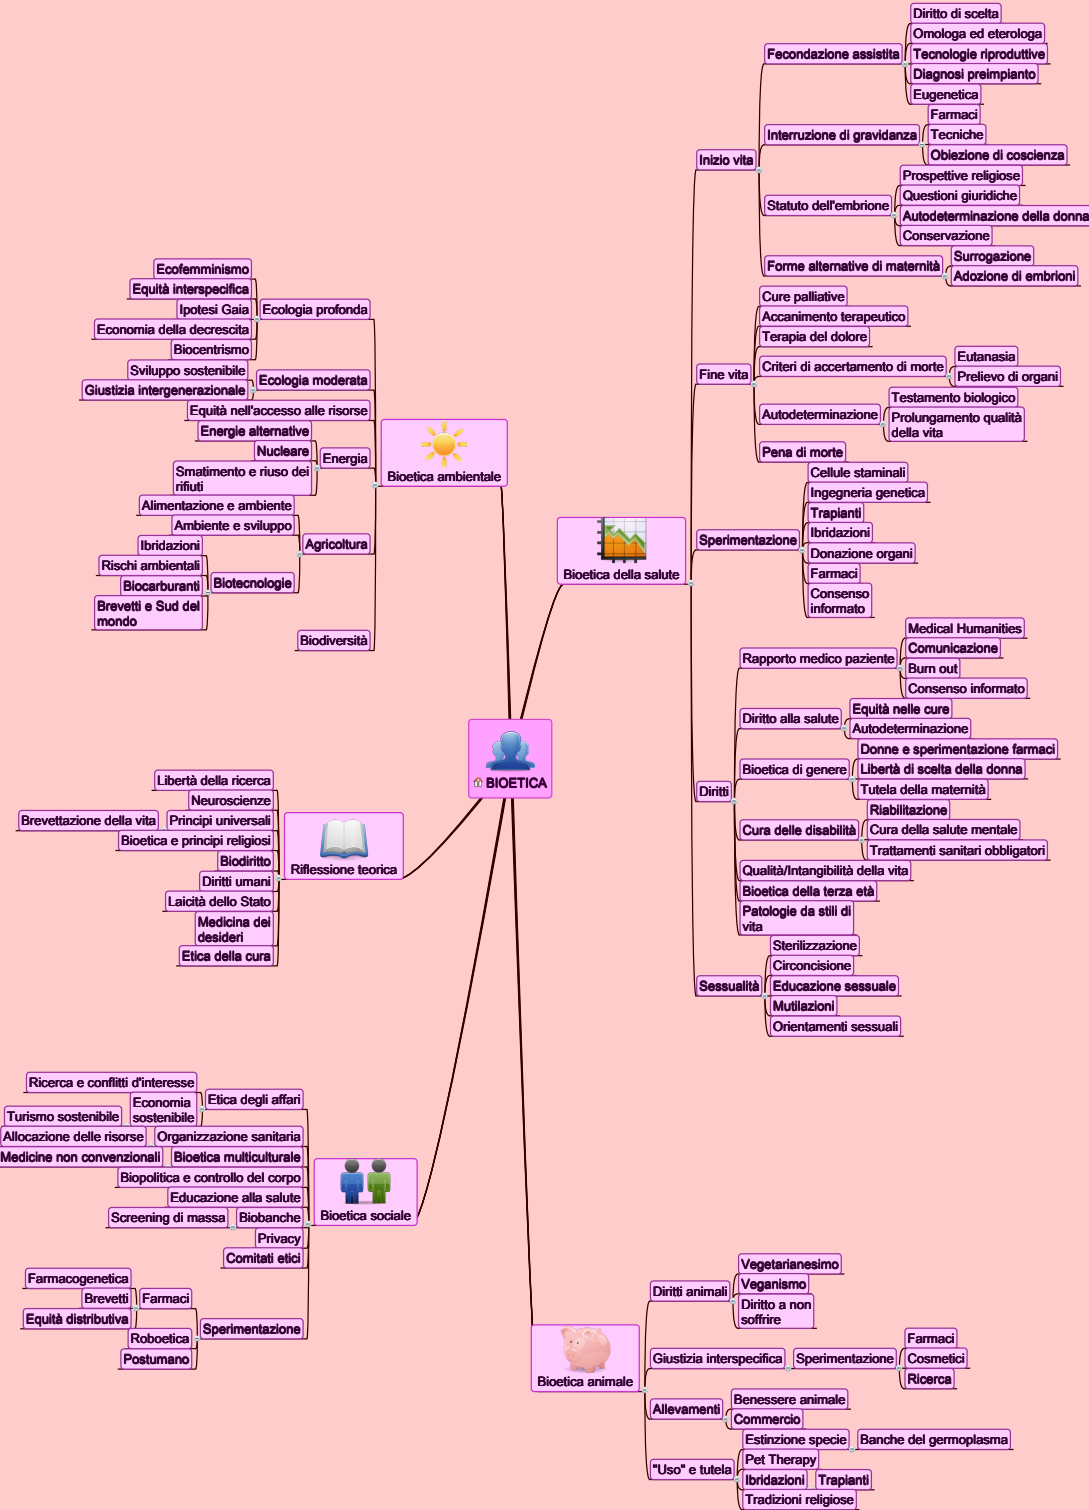 BIOETICA
Bioetica della salute
Inizio vita
Fecondazione assistita
Diritto di scelta
Omologa ed eterologa
Tecnologie riproduttive
Diagnosi preimpianto
Eugenetica
Interruzione di gravidanza
Farmaci
Tecniche
Obiezione di coscienza
Statuto dell'embrione
Prospettive religiose
Questioni giuridiche
Autodeterminazione della donna
Conservazione
Forme alternative di maternità
Surrogazione
Adozione di embrioni
Fine vita
Cure palliative
Accanimento terapeutico
Terapia del dolore
Criteri di accertamento di morte
Eutanasia
Prelievo di organi
Autodeterminazione
Testamento biologico
Prolungamento qualità
della vita
Pena di morte
Sperimentazione
Cellule staminali
Ingegneria genetica
Trapianti
Ibridazioni
Donazione organi
Farmaci
Consenso
informato
Diritti
Rapporto medico paziente
Medical Humanities
Comunicazione
Burn out
Consenso informato
Diritto alla salute
Equità nelle cure
Autodeterminazione
Bioetica di genere
Donne e sperimentazione farmaci
Libertà di scelta della donna
Tutela della maternità
Cura delle disabilità
Riabilitazione
Cura della salute mentale
Trattamenti sanitari obbligatori
Qualità/Intangibilità della vita
Bioetica della terza età
Patologie da stili di
vita
Sessualità
Sterilizzazione
Circoncisione
Educazione sessuale
Mutilazioni
Orientamenti sessuali
Bioetica animale
Diritti animali
Vegetarianesimo
Veganismo
Diritto a non
soffrire
Giustizia interspecifica
Sperimentazione
Farmaci
Cosmetici
Ricerca
Allevamenti
Benessere animale
Commercio
"Uso" e tutela
Estinzione specie
Banche del germoplasma
Pet Therapy
Ibridazioni
Trapianti
Tradizioni religiose
Bioetica ambientale
Ecologia profonda
Ecofemminismo
Equità interspecifica
Ipotesi Gaia
Economia della decrescita
Biocentrismo
Ecologia moderata
Sviluppo sostenibile
Giustizia intergenerazionale
Equità nell'accesso alle risorse
Energia
Energie alternative
Nucleare
Smatimento e riuso dei
rifiuti
Agricoltura
Alimentazione e ambiente
Ambiente e sviluppo
Biotecnologie
Ibridazioni
Rischi ambientali
Biocarburanti
Brevetti e Sud del
mondo
Biodiversità
Riflessione teorica
Libertà della ricerca
Neuroscienze
Principi universali
Brevettazione della vita
Bioetica e principi religiosi
Biodiritto
Diritti umani
Laicità dello Stato
Medicina dei
desideri
Etica della cura
Bioetica sociale
Etica degli affari
Ricerca e conflitti d'interesse
Economia
sostenibile
Turismo sostenibile
Organizzazione sanitaria
Allocazione delle risorse
Bioetica multiculturale
Medicine non convenzionali
Biopolitica e controllo del corpo
Educazione alla salute
Biobanche
Screening di massa
Privacy
Comitati etici
Sperimentazione
Farmaci
Farmacogenetica
Brevetti
Equità distributiva
Roboetica
Postumano